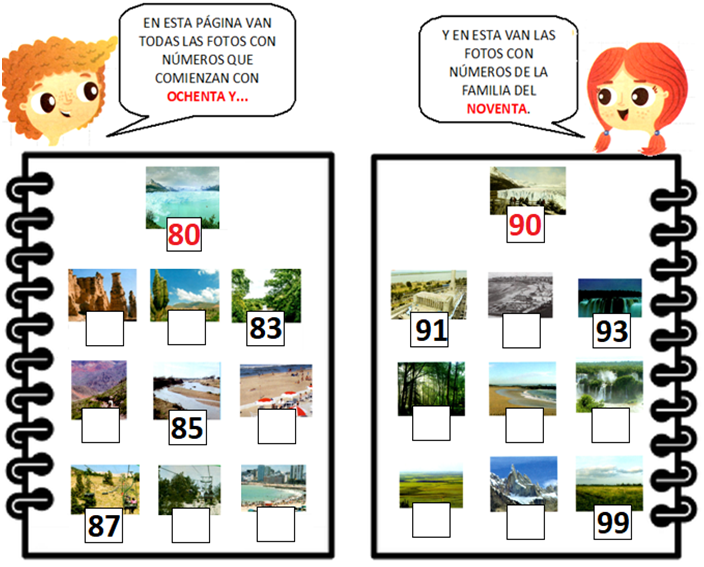 EN ESTA PÁGINA VAN
TODAS LAS FOTOS CON
NÚMEROS QUE
COMIENZAN CON
OCHENTA Y...
Y EN ESTA VAN LAS
FOTOS CON
NÚMEROS DE LA
FAMILIA DEL
NOVENTA.
80
83
85
87
90
91 93
99